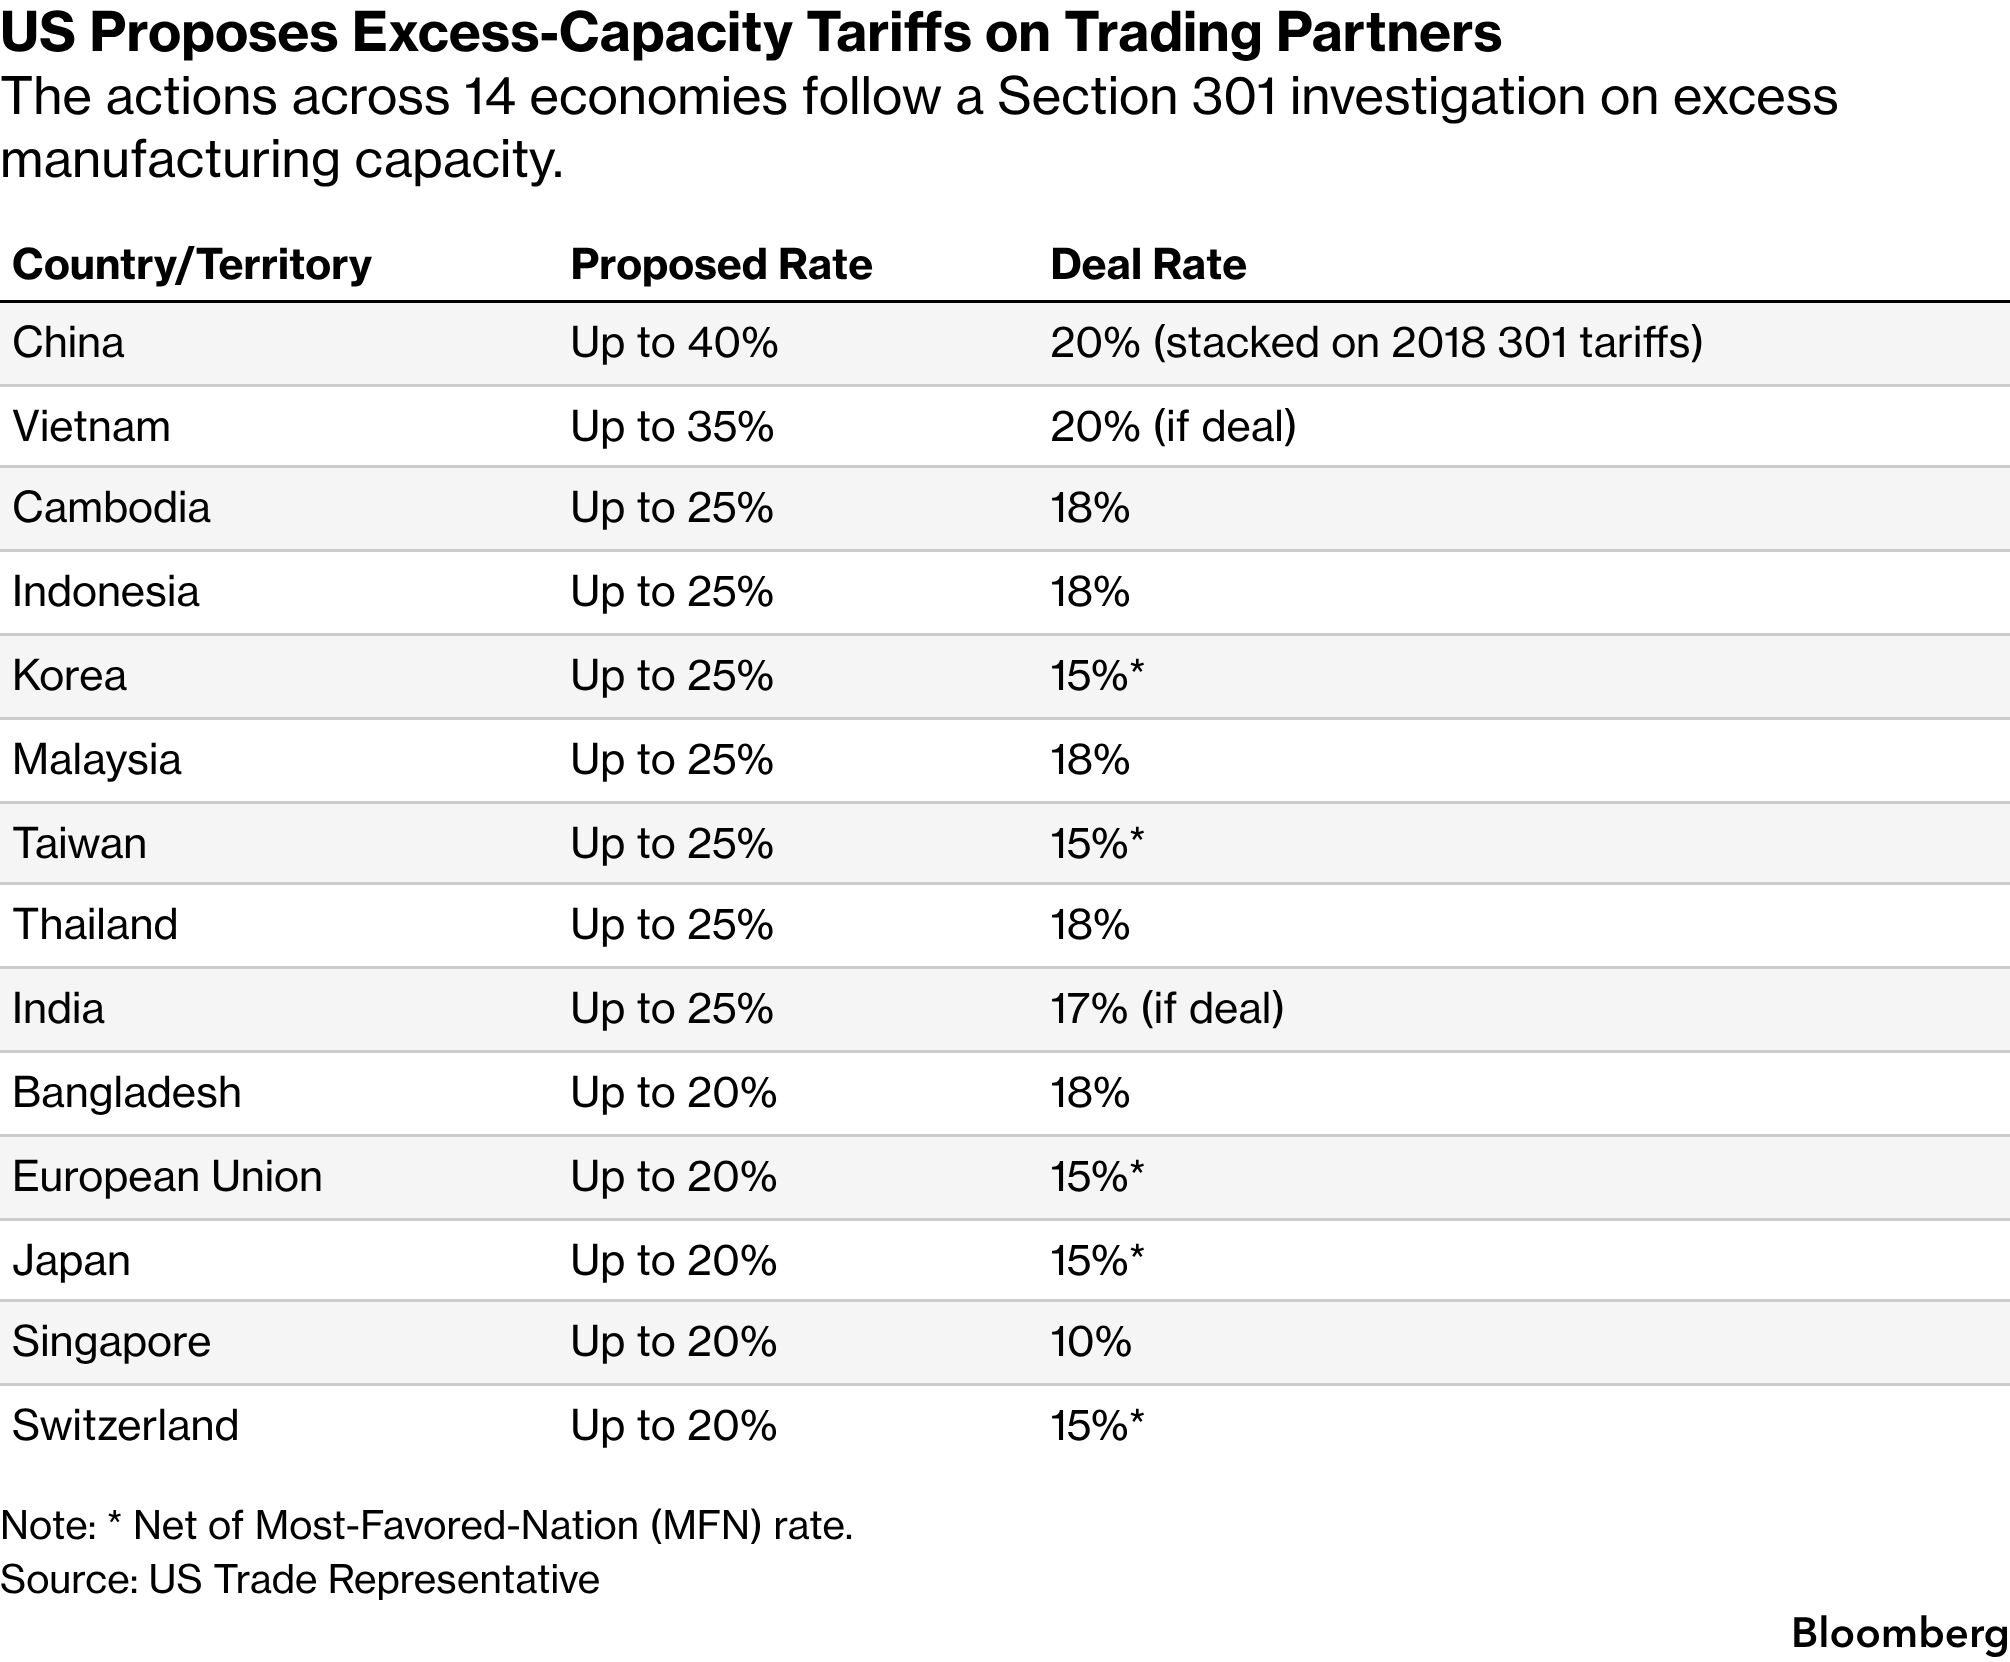 US Proposes Excess-Capacity Tariffs on Trading Partners
The actions across 14 economies follow a Section 301 investigation on excess
manufacturing capacity.
Country/Territory Proposed Rate Deal Rate
China Up to 40% 20% (stacked on 2018 301 tariffs)
Vietnam Up to 35% 20% (if deal)
Cambodia Up to 25% 18%
Indonesia Up to 25% 18%
Korea Up to 25% 15%*
Malaysia Up to 25% 18%
Taiwan Up to 25% 15%*
Thailand Up to 25% 18%
India Up to 25% 17% (if deal)
Bangladesh Up to 20% 18%
European Union Up to 20% 15%*
Japan Up to 20% 15%*
Singapore Up to 20% 10%
Switzerland Up to 20% 15%*
Note: * Net of Most-Favored-Nation (MFN) rate.
Source: US Trade Representative
Bloomberg